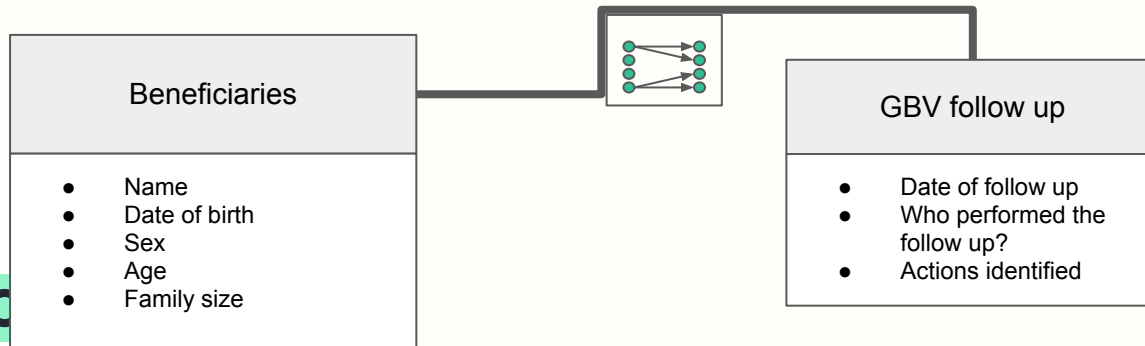 Beneficiaries
● Name
● Date of birth
● Sex
● Age
● Family size
GBV follow up
● Date of follow up
● Who performed the
follow up?
● Actions identified